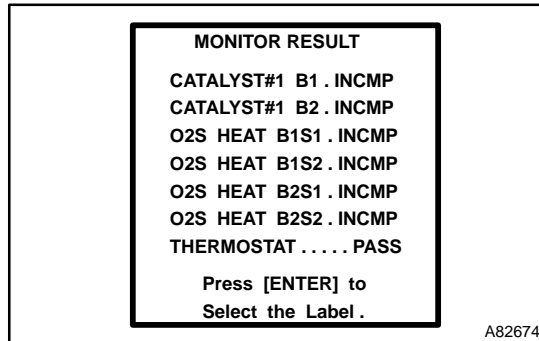 MONITOR RESULT
CATALYST#1 B1 . INCMP
CATALYST#1 B2 . INCMP
O2S HEAT B1S1 . INCMP
O2S HEAT B1S2 . INCMP
O2S HEAT B2S1 . INCMP
O2S HEAT B2S2 . INCMP
THERMOSTAT . . . . . PASS
Press [ENTER] to
Select the Label .
A82674